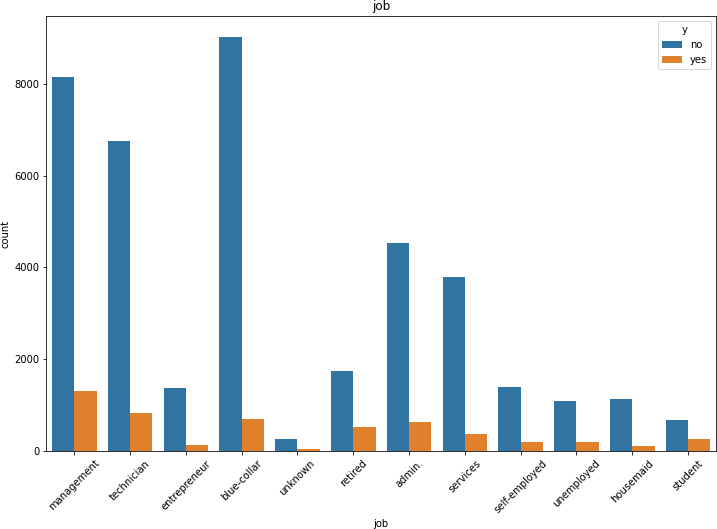 job
y
no
yes
8000
6000
4000
2000
0
count
management
technician
entrepreneur
blue-collar
unknown
retired
admin.
services
self-employed
unemployed
housemaid
student
job